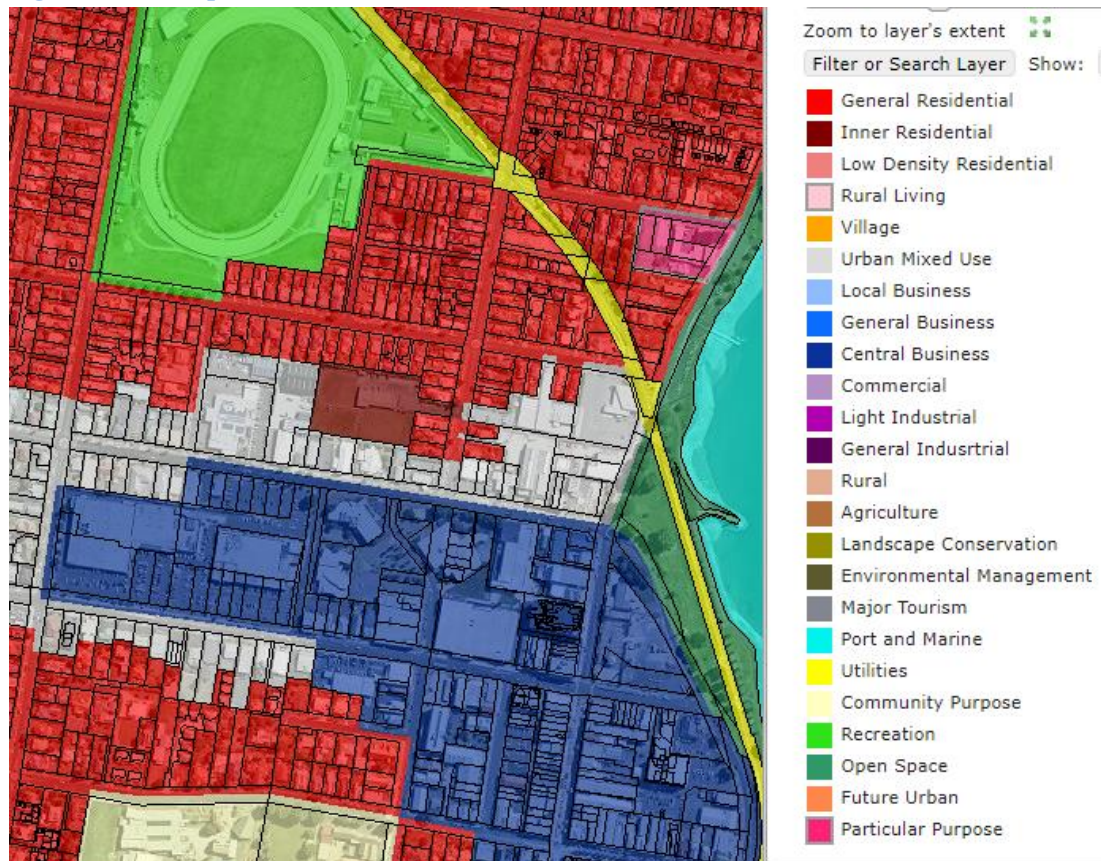 Zoom to layer's extent
Filter or Search Layer Show:
General Residential
Inner Residential
Low Density Residential
Rural Living
Village
Urban Mixed Use
Local Business
General Business
Central Business
Commercial
Light Industrial
General Indusrtrial
Rural
Agriculture
Landscape Conservation
Environmental Management
Major Tourism
Port and Marine
Utilities
Community Purpose
Recreation
Open Space
Future Urban
Particular Purpose